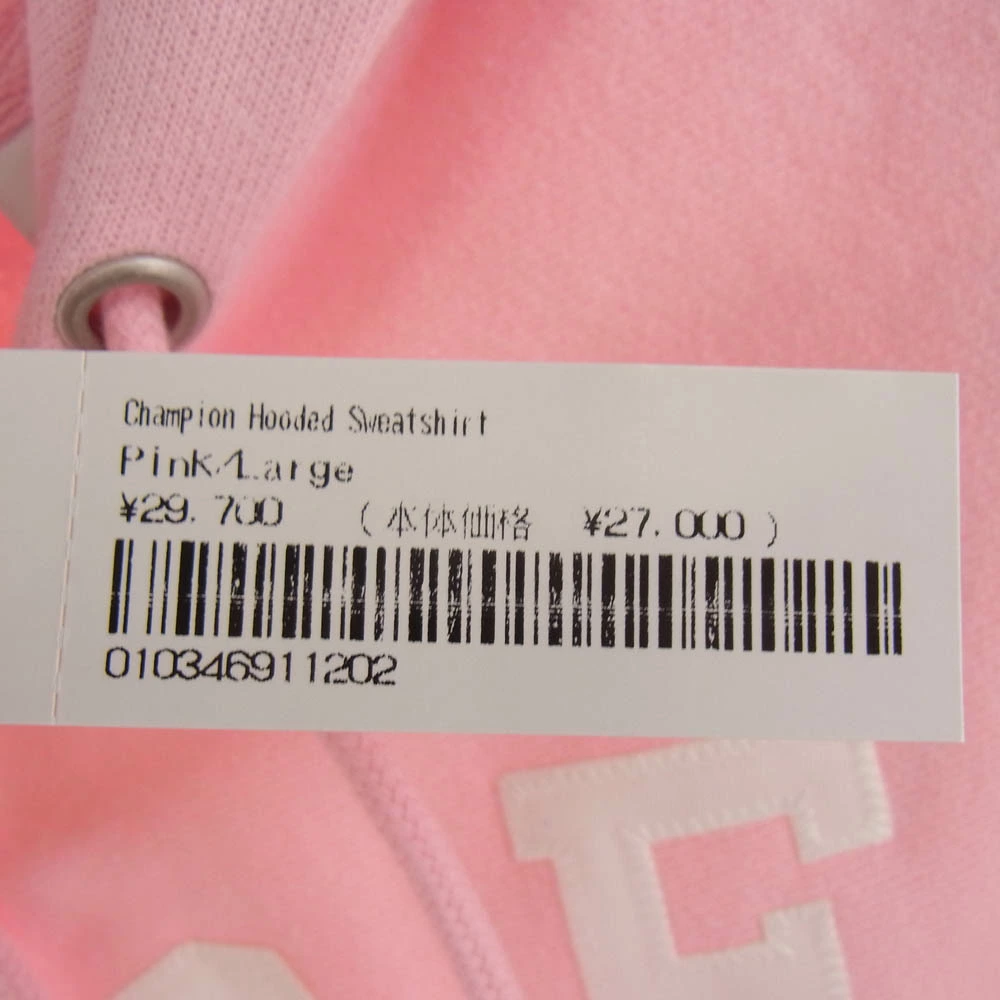 Champion Hooded Sweatshirt
Pink/Large
¥29,700 (本体価格 ¥27,000)
010346911202
E